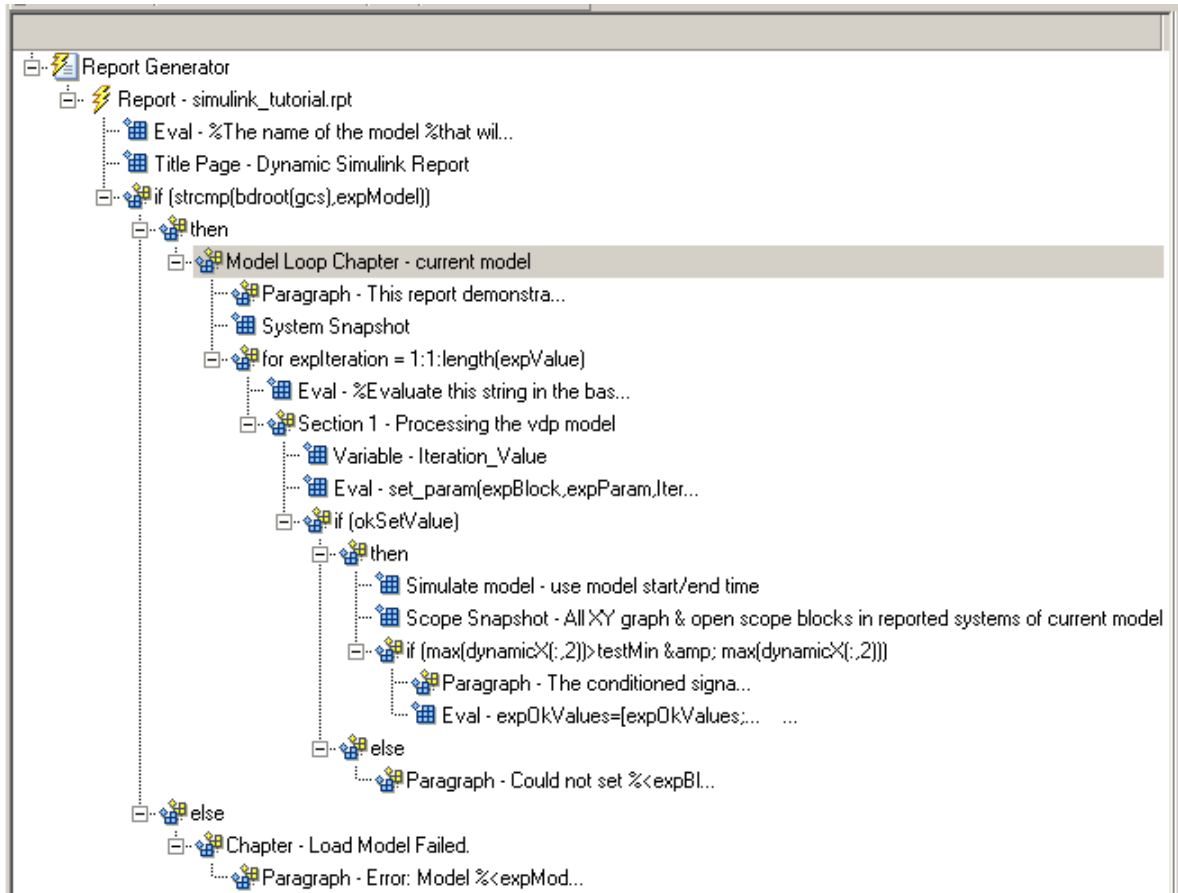 Report Generator
Report - simulink_tutorial.rpt
Eval - %The name of the model %that wil...
Title Page - Dynamic Simulink Report
if (strcmp(bdroot(gcs),expModel))
then
Model Loop Chapter - current model
Paragraph - This report demonstra...
System Snapshot
for expIteration = 1:1:length(expValue)
Eval - %Evaluate this string in the bas...
Section 1 - Processing the vdp model
Variable - Iteration_Value
Eval - set_param(expBlock,expParam,Iter...
if (okSetValue)
then
Simulate model - use model start/end time
Scope Snapshot - All XY graph & open scope blocks in reported systems of current model
if (max(dynamicX(:,2))>testMin &amp; max(dynamicX(:,2)))
Paragraph - The conditioned signa...
Eval - expOkValues=[expOkValues;... ...
else
Paragraph - Could not set %<expBl...
else
Chapter - Load Model Failed.
Paragraph - Error: Model %<expMod...